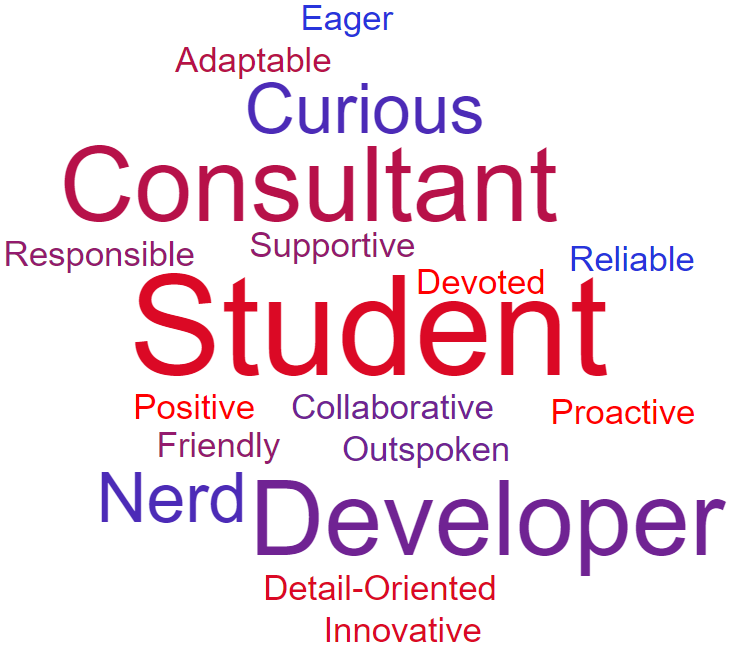 Eager
Adaptable
Curious
Consultant
Responsible
Supportive
Reliable
Devoted
Student
Positive
Collaborative
Proactive
Friendly
Outspoken
Nerd
Developer
Detail-Oriented
Innovative